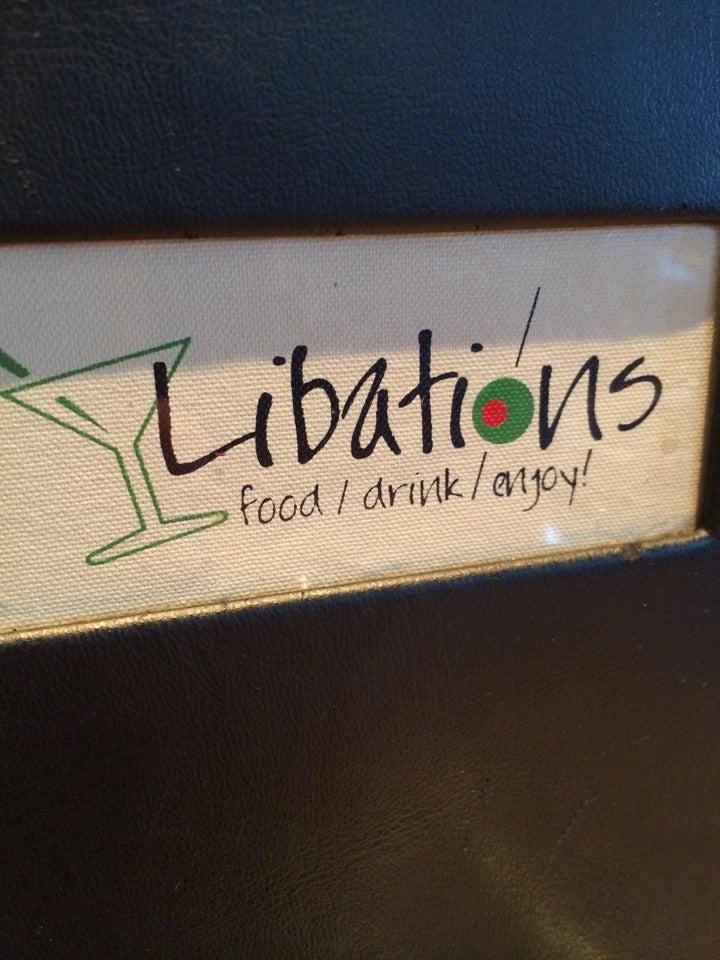 Libations
food / drink / enjoy!